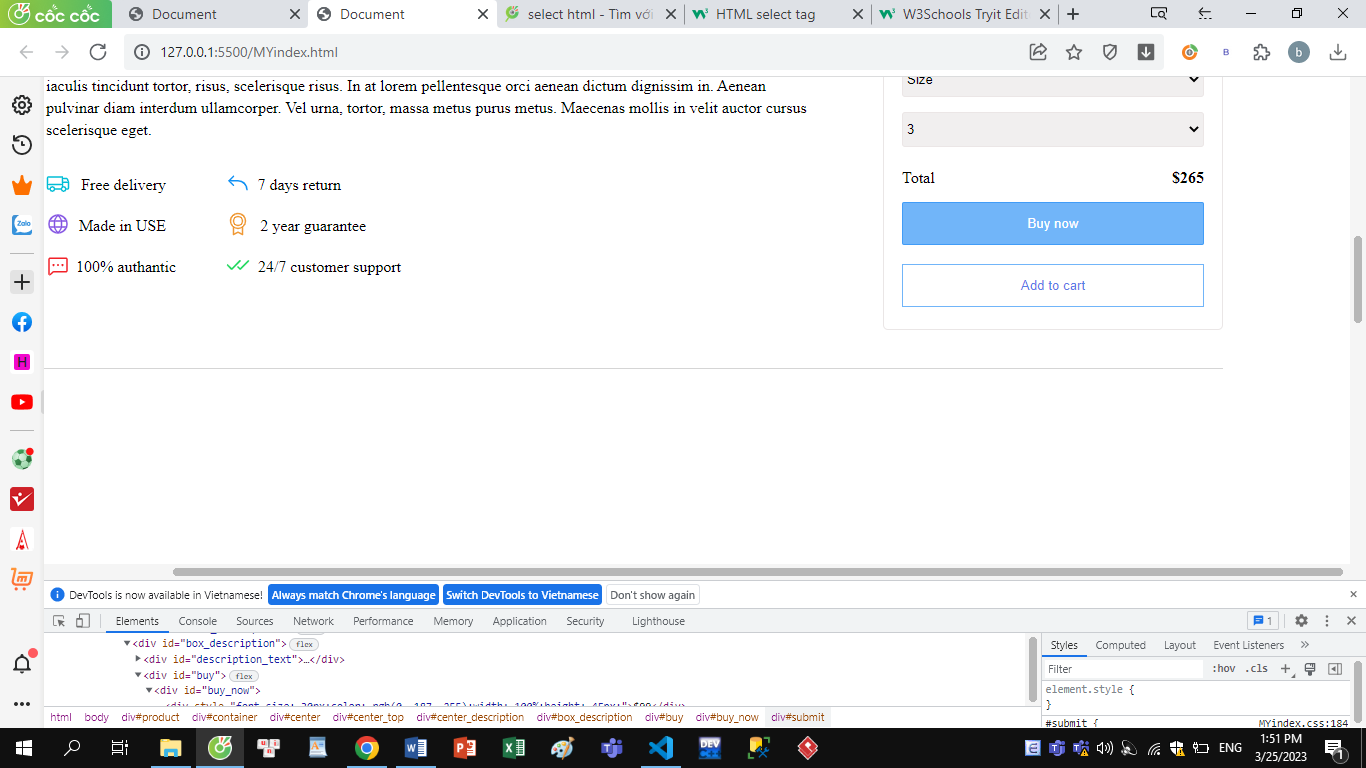 cốc cốc
Document
Document
select html - Tìm với
HTML select tag
W3Schools Tryit Edit
127.0.0.1:5500/MYindex.html
b
iaculis tincidunt tortor, risus, scelerisque risus. In at lorem pellentesque orci aenean dictum dignissim in. Aenean
pulvinar diam interdum ullamcorper. Vel urna, tortor, massa metus purus metus. Maecenas mollis in velit auctor cursus
scelerisque eget.
Size
3
Free delivery
7 days return
Total
$265
Made in USE
2 year guarantee
Buy now
100% authantic
24/7 customer support
Add to cart
Zalo
H
DevTools is now available in Vietnamese!
Always match Chrome's language
Switch DevTools to Vietnamese
Don't show again
Elements
Console
Sources
Network
Performance
Memory
Application
Security
Lighthouse
1
<div id="box_description"> flex
<div id="description_text">…</div>
<div id="buy"> flex
<div id="buy_now">
html body div#product div#container div#center div#center_top div#center_description div#box_description div#buy div#buy_now div#submit
Styles
Computed
Layout
Event Listeners
Filter
:hov .cls
element.style {
}
#submit {
MYindex.css:184
DEV
ENG
1:51 PM
3/25/2023
1